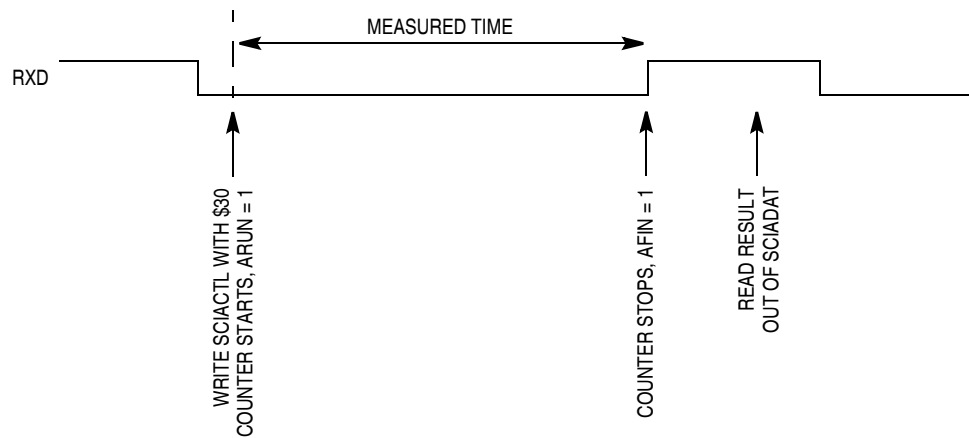 MEASURED TIME
RXD
WRITE SCIACTL WITH $30
COUNTER STARTS, ARUN = 1
COUNTER STOPS, AFIN = 1
READ RESULT
OUT OF SCIADAT